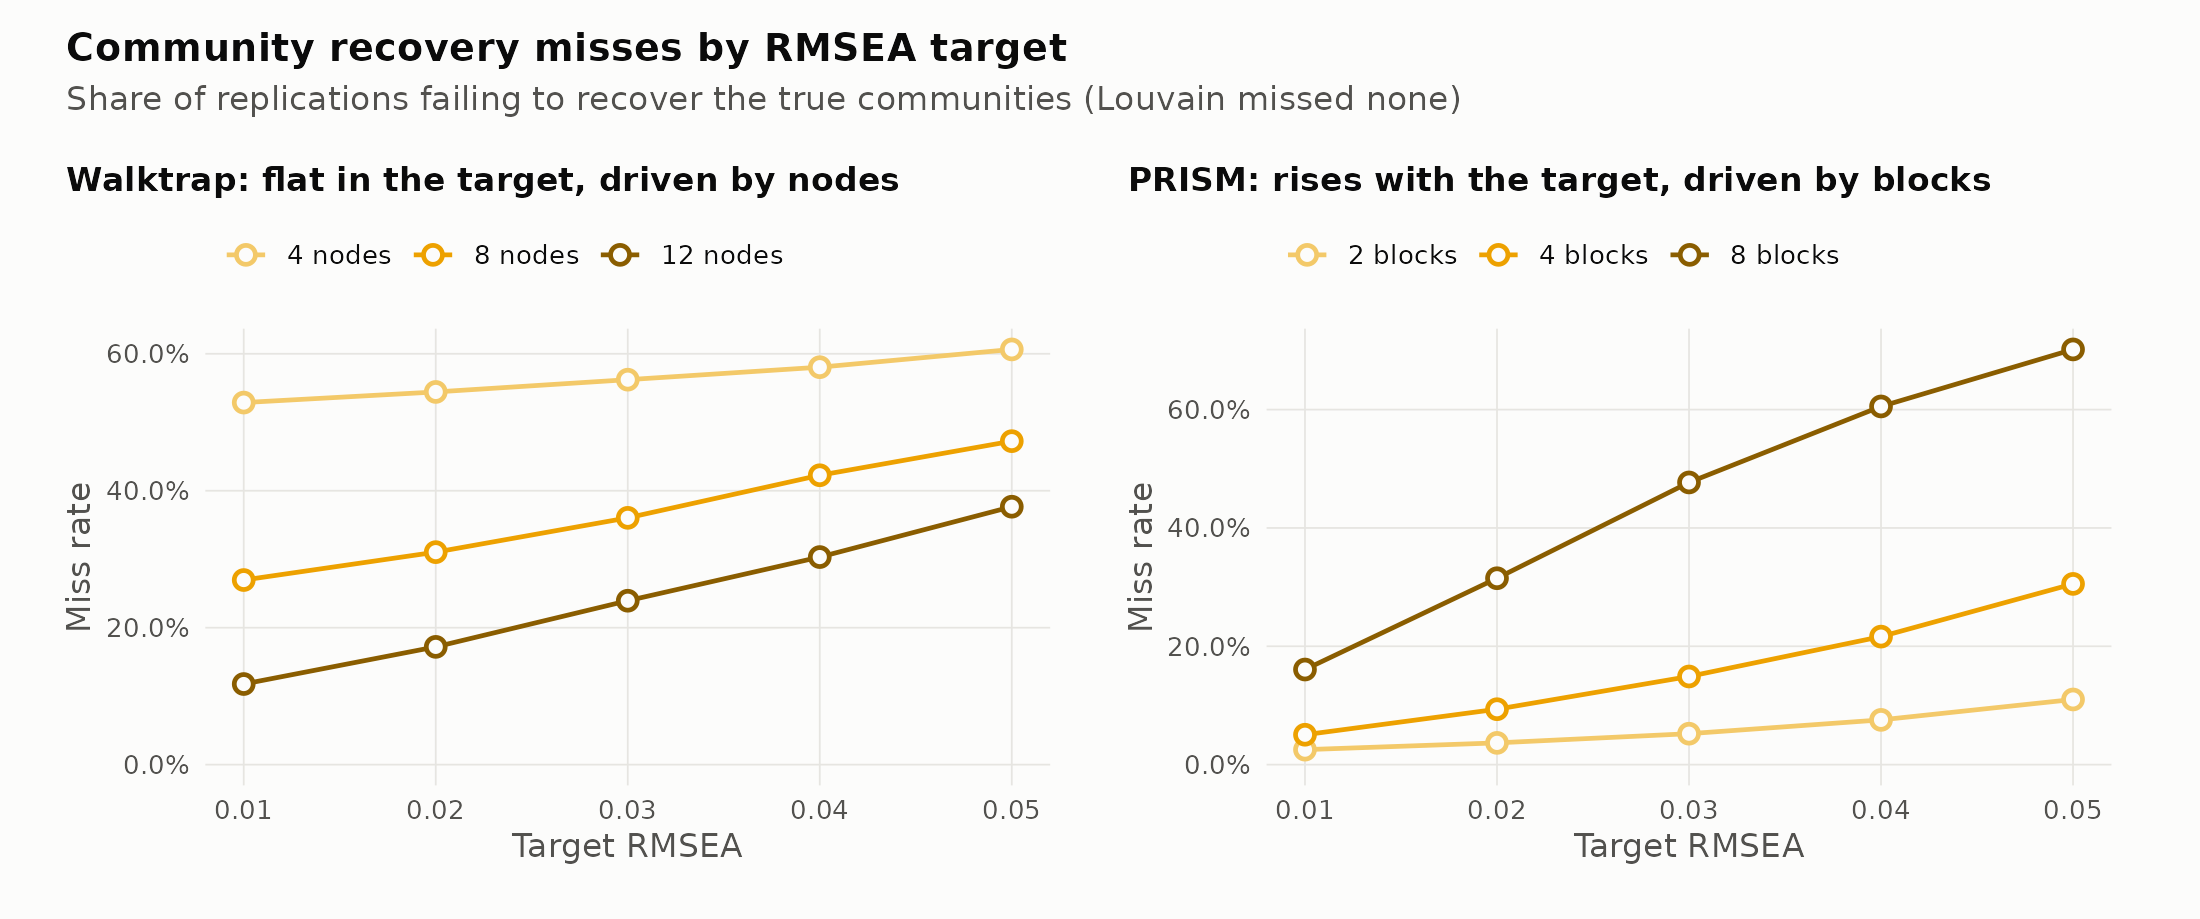 Community recovery misses by RMSEA target
Share of replications failing to recover the true communities (Louvain missed none)
Walktrap: flat in the target, driven by nodes
4 nodes 8 nodes 12 nodes
Miss rate
60.0%
40.0%
20.0%
0.0%
0.01 0.02 0.03 0.04 0.05
Target RMSEA
PRISM: rises with the target, driven by blocks
2 blocks 4 blocks 8 blocks
Miss rate
60.0%
40.0%
20.0%
0.0%
0.01 0.02 0.03 0.04 0.05
Target RMSEA